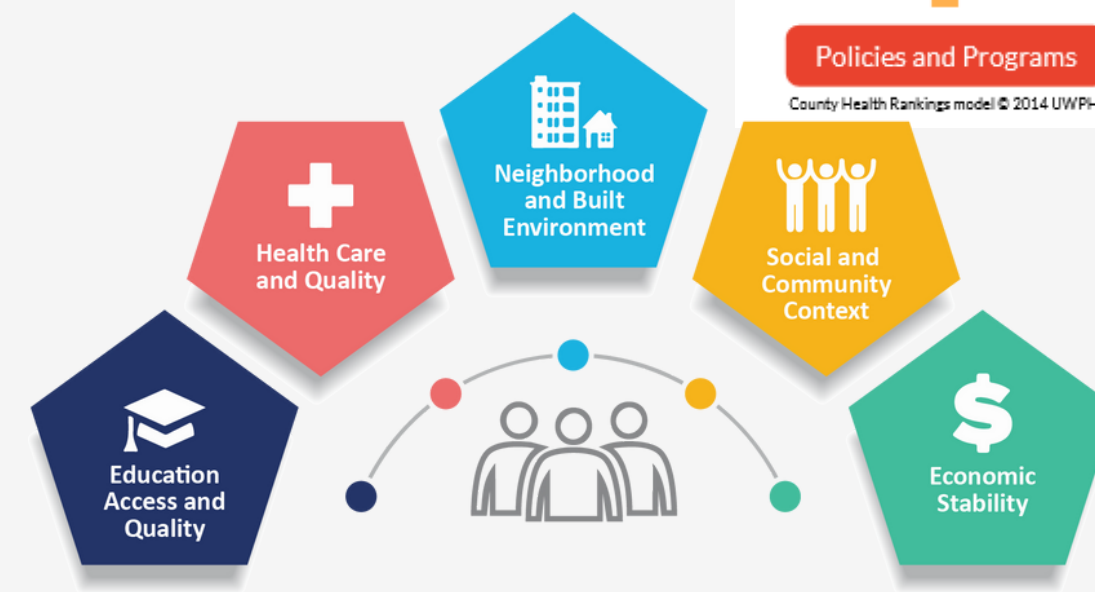 Policies and Programs
County Health Rankings model © 2014 UWPH
Neighborhood
and Built
Environment
Health Care
and Quality
Social and
Community
Context
Education
Access and
Quality
$
Economic
Stability